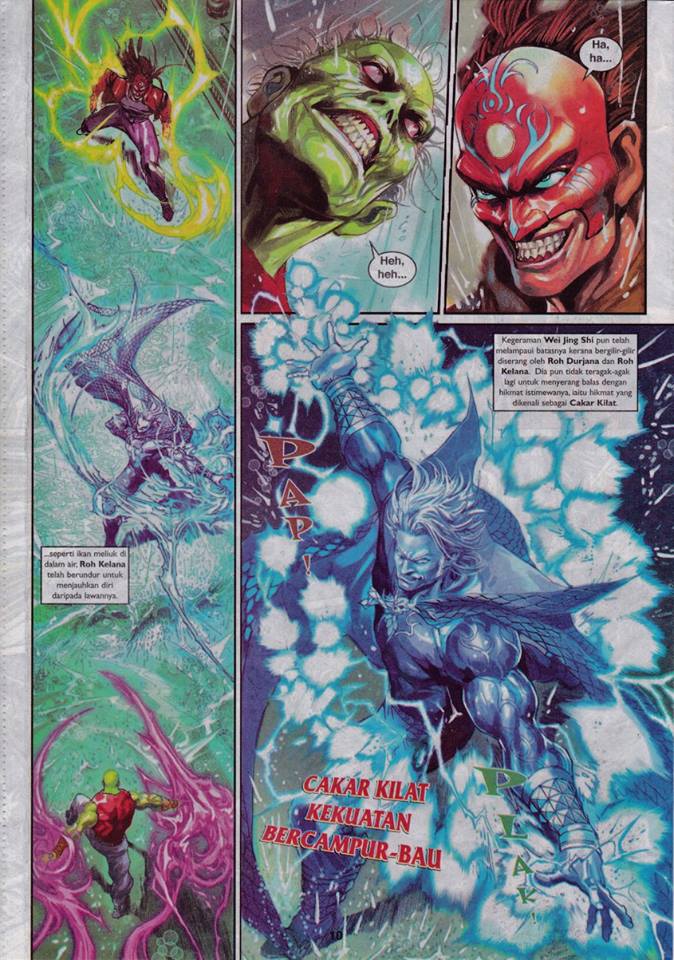 Heh,
heh...
Ha,
ha...
...seperti ikan meliuk di
dalam air, Roh Kelana
telah berundur untuk
menjauhkan diri
daripada lawannya.
Kegeraman Wei Jing Shi pun telah
melampaui batasnya kerana bergilir-gilir
diserang oleh Roh Durjana dan Roh
Kelana. Dia pun tidak teragak-agak
lagi untuk menyerang balas dengan
hikmat istimewanya, iaitu hikmat yang
dikenali sebagai Cakar Kilat.
PAP!
CAKAR KILAT
KEKUATAN
BERCAMPUR-BAU
PLAK!
10